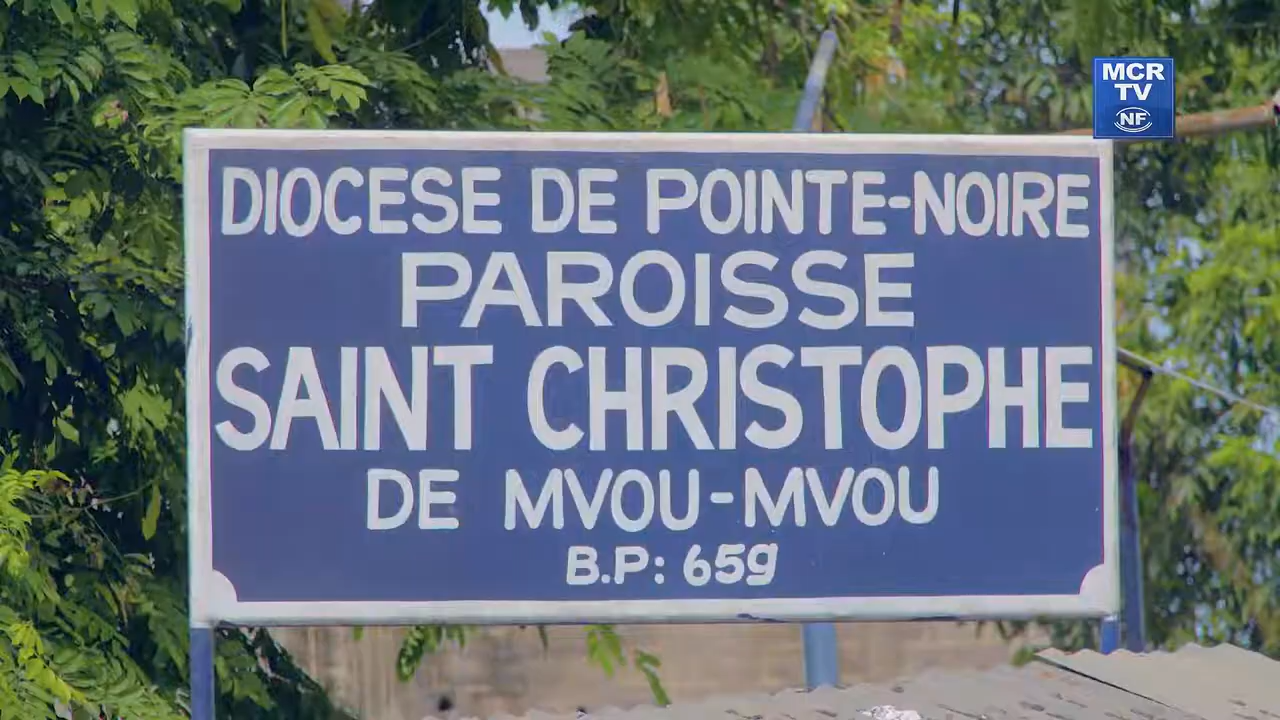 MCR
TV
NF
DIOCESE DE POINTE-NOIRE
PAROISSE
SAINT CHRISTOPHE
DE MVOU-MVOU
B.P: 659